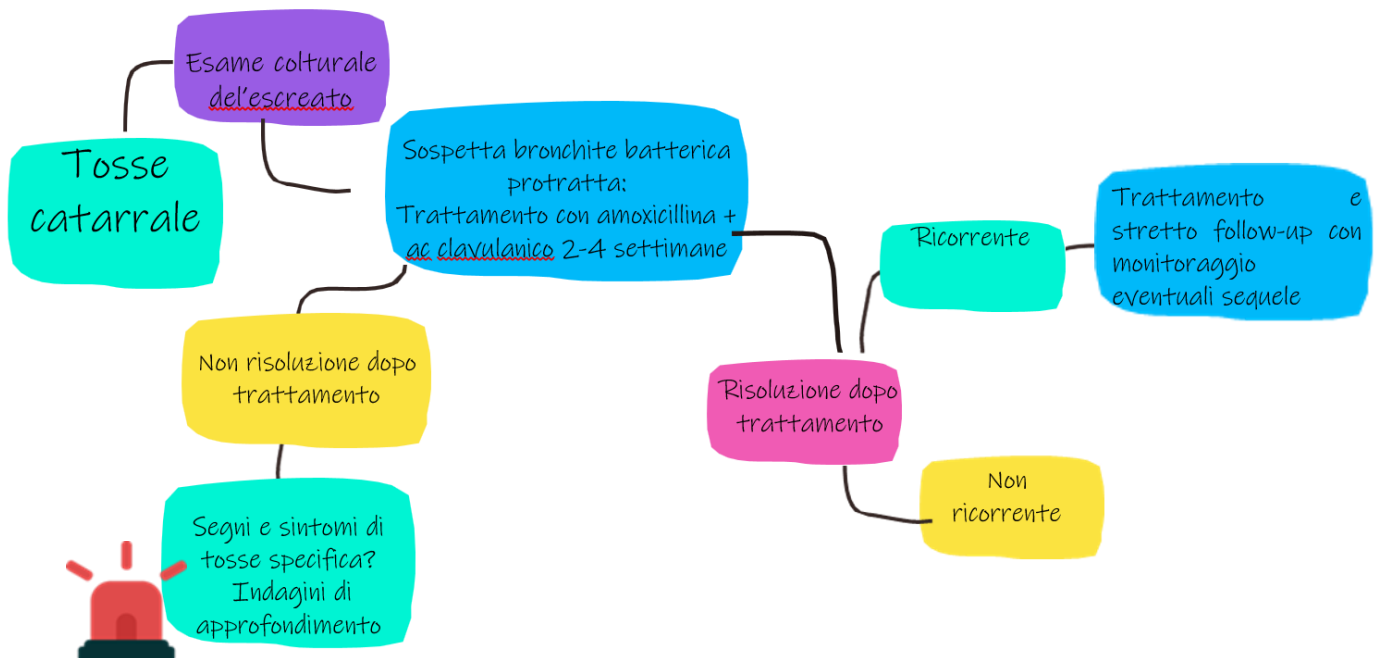 Esame colturale
del'escreato
Tosse
catarrale
Sospetta bronchite batterica
protratta:
Trattamento con amoxicillina +
ac clavulanico 2-4 settimane
Non risoluzione dopo
trattamento
Segni e sintomi di
tosse specifica?
Indagini di
approfondimento
Risoluzione dopo
trattamento
Ricorrente
Trattamento e
stretto follow-up con
monitoraggio
eventuali sequele
Non
ricorrente